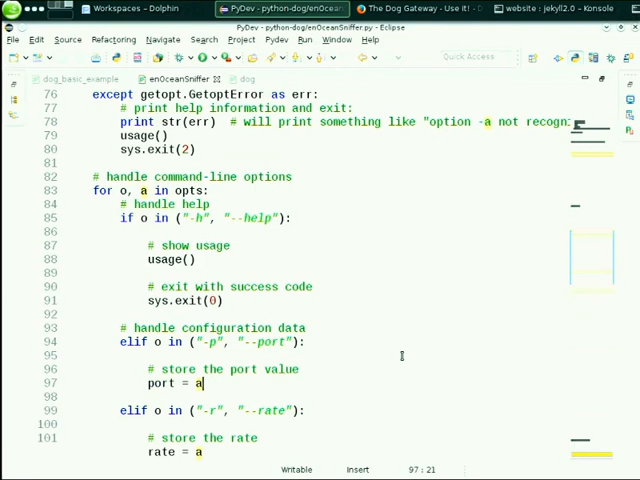 Workspaces – Dolphin
PyDev - python-dog/enOcean
The Dog Gateway - Use it! -
website : jekyll2.0 – Konsole
PyDev - python-dog/enOceanSniffer.py - Eclipse
File Edit Source Refactoring Navigate Search Project Pydev Run Window Help
Quick Access
dog_basic_example
enOceanSniffer
dog
76 except getopt.GetoptError as err:
77 # print help information and exit:
78 print str(err) # will print something like "option -a not recogni
79 usage()
80 sys.exit(2)
81
82 # handle command-line options
83 for o, a in opts:
84 # handle help
85 if o in ("-h", "--help"):
86
87 # show usage
88 usage()
89
90 # exit with success code
91 sys.exit(0)
92
93 # handle configuration data
94 elif o in ("-p", "--port"):
95
96 # store the port value
97 port = a
98
99 elif o in ("-r", "--rate"):
100
101 # store the rate
rate = a
Writable Insert 97 : 21